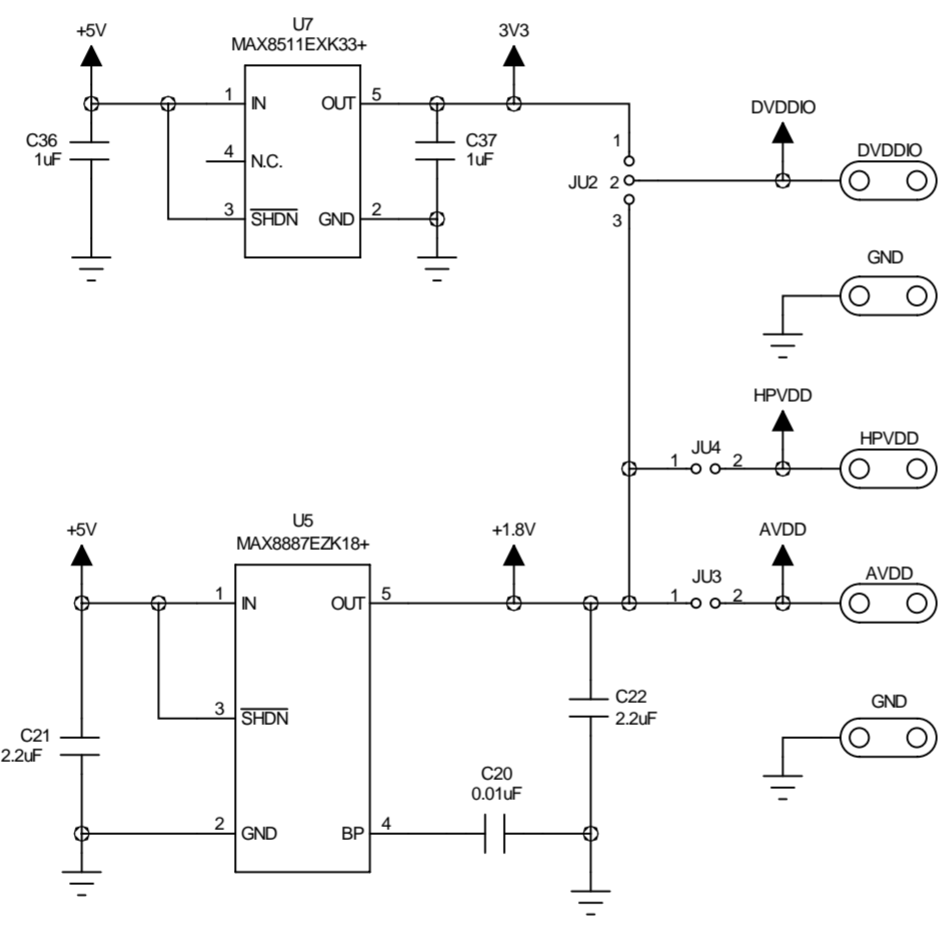 U7
MAX8511EXK33+
+5V
3V3
1 IN
OUT 5
C36
1uF
4 N.C.
C37
1uF
3 SHDN
GND 2
1
JU2 2
3
DVDDIO
DVDDIO
GND
HPVDD
HPVDD
JU4
1 2
U5
MAX8887EZK18+
+5V
+1.8V
AVDD
AVDD
JU3
1 2
1 IN
OUT 5
3 SHDN
C22
2.2uF
C21
2.2uF
GND
C20
0.01uF
2 GND
BP 4